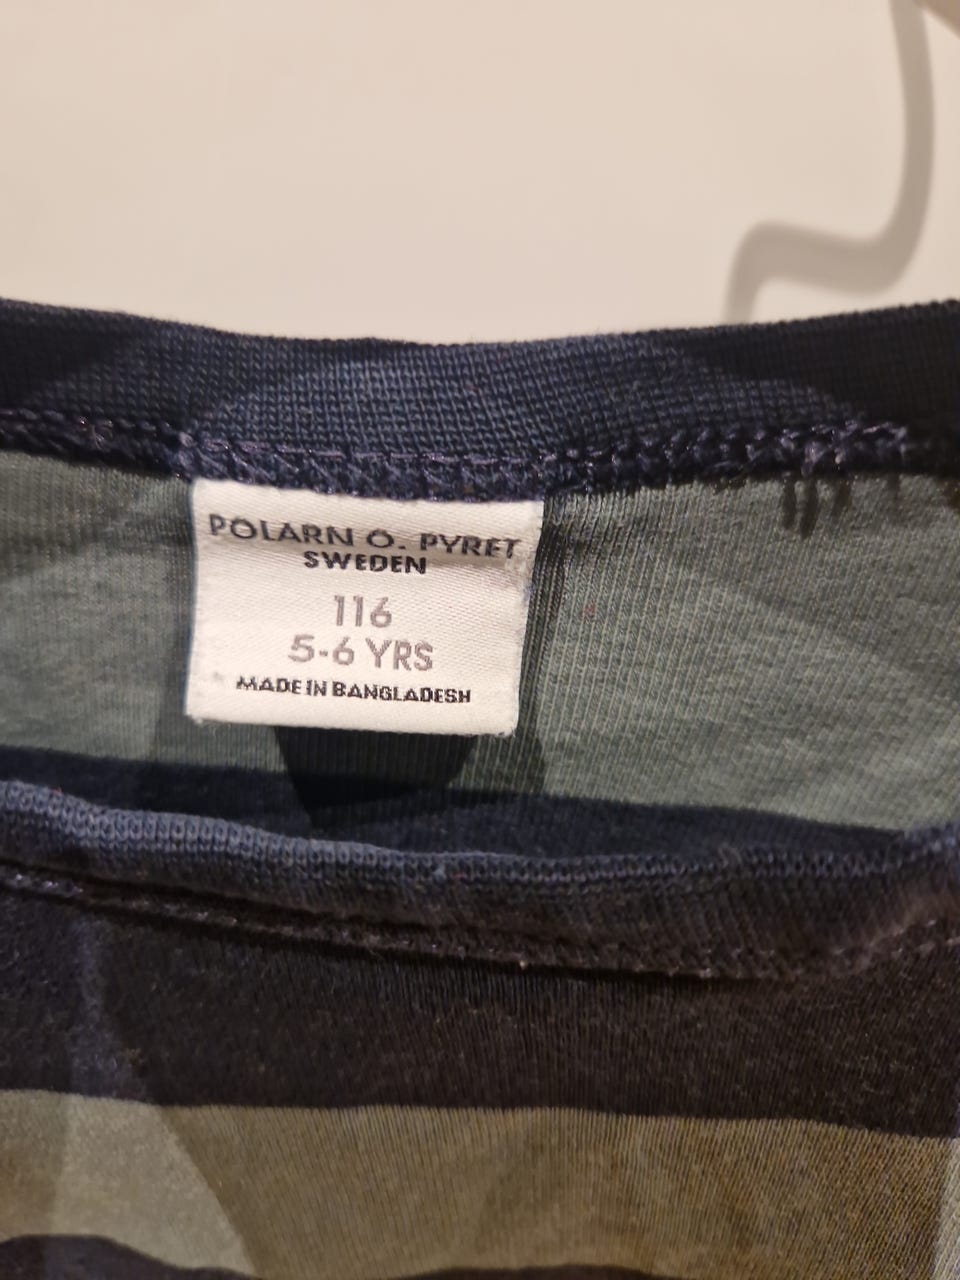 POLARN O. PYRET
SWEDEN
116
5-6 YRS
MADE IN BANGLADESH